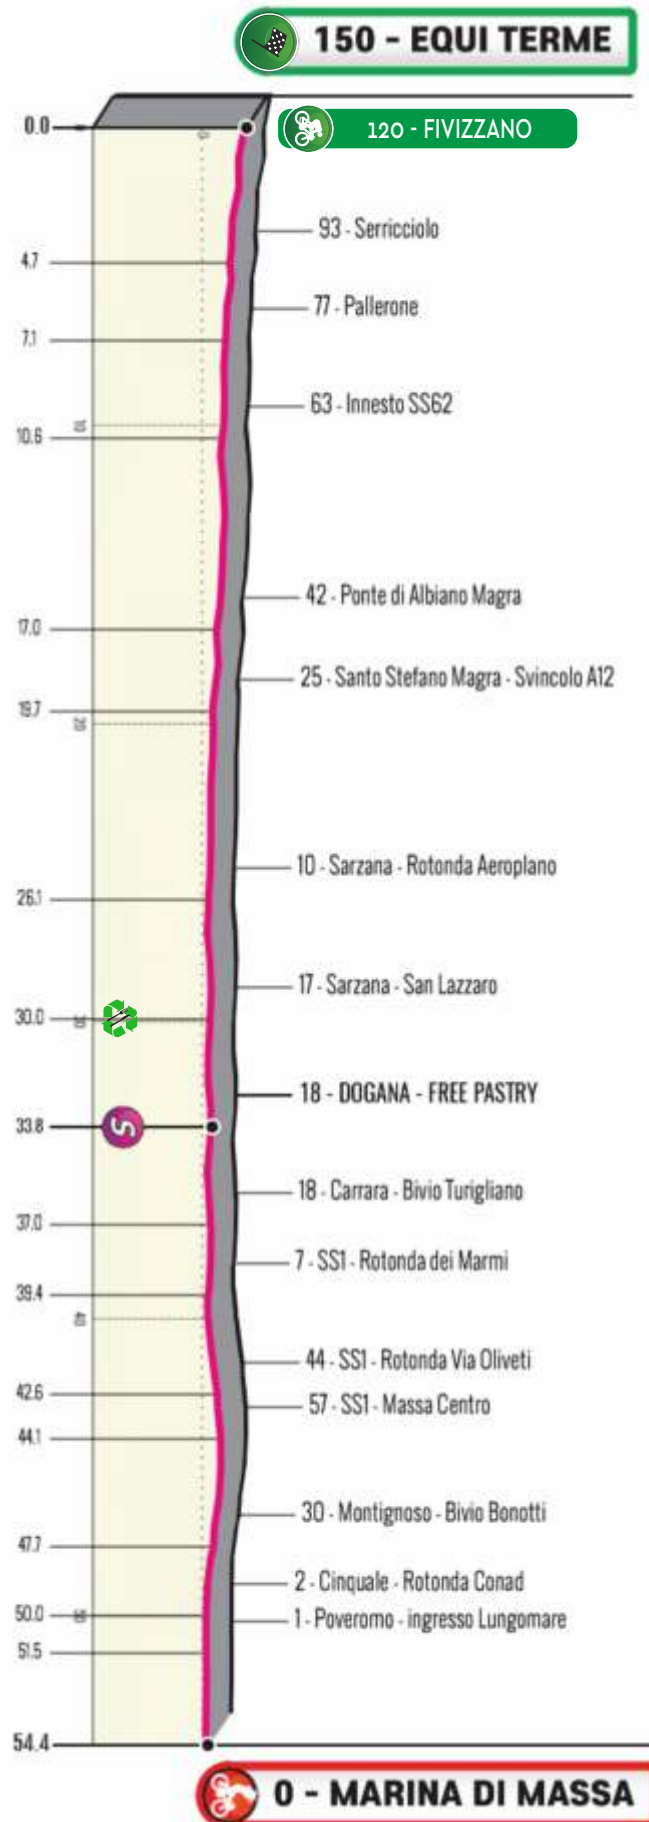 150 - EQUI TERME
0.0
120 - FIVIZZANO
93 - Serricciolo
4.7
77 - Pallerone
7.1
63 - Innesto SS62
10
10.6
42 - Ponte di Albiano Magra
17.0
25 - Santo Stefano Magra - Svincolo A12
19.7
20
10 - Sarzana - Rotonda Aeroplano
26.1
17 - Sarzana - San Lazzaro
30.0
30
18 - DOGANA - FREE PASTRY
33.8
S
18 - Carrara - Bivio Turigliano
37.0
7 - SS1 - Rotonda dei Marmi
39.4
40
44 - SS1 - Rotonda Via Oliveti
42.6
57 - SS1 - Massa Centro
44.1
30 - Montignoso - Bivio Bonotti
47.7
2 - Cinquale - Rotonda Conad
50.0
50
1 - Poveromo - ingresso Lungomare
51.5
54.4
0 - MARINA DI MASSA